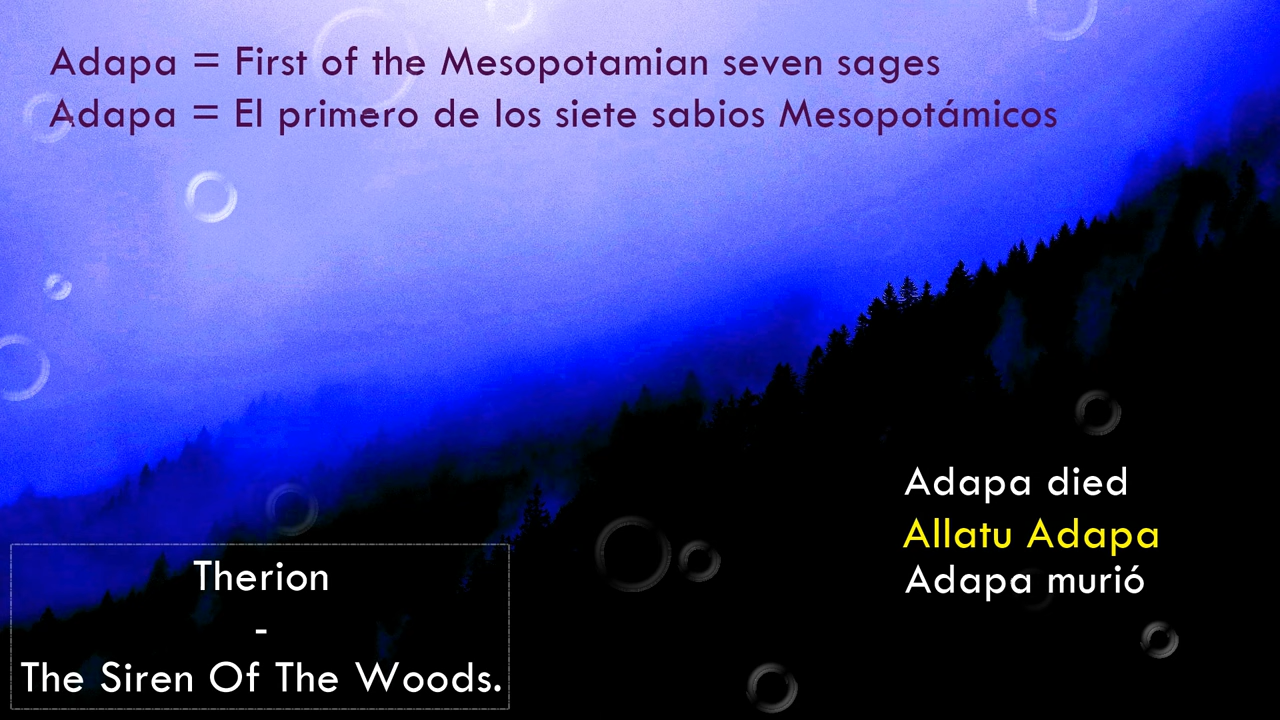 Adapa = First of the Mesopotamian seven sages
Adapa = El primero de los siete sabios Mesopotámicos
Adapa died
Allatu Adapa
Adapa murió
Therion
-
The Siren Of The Woods.